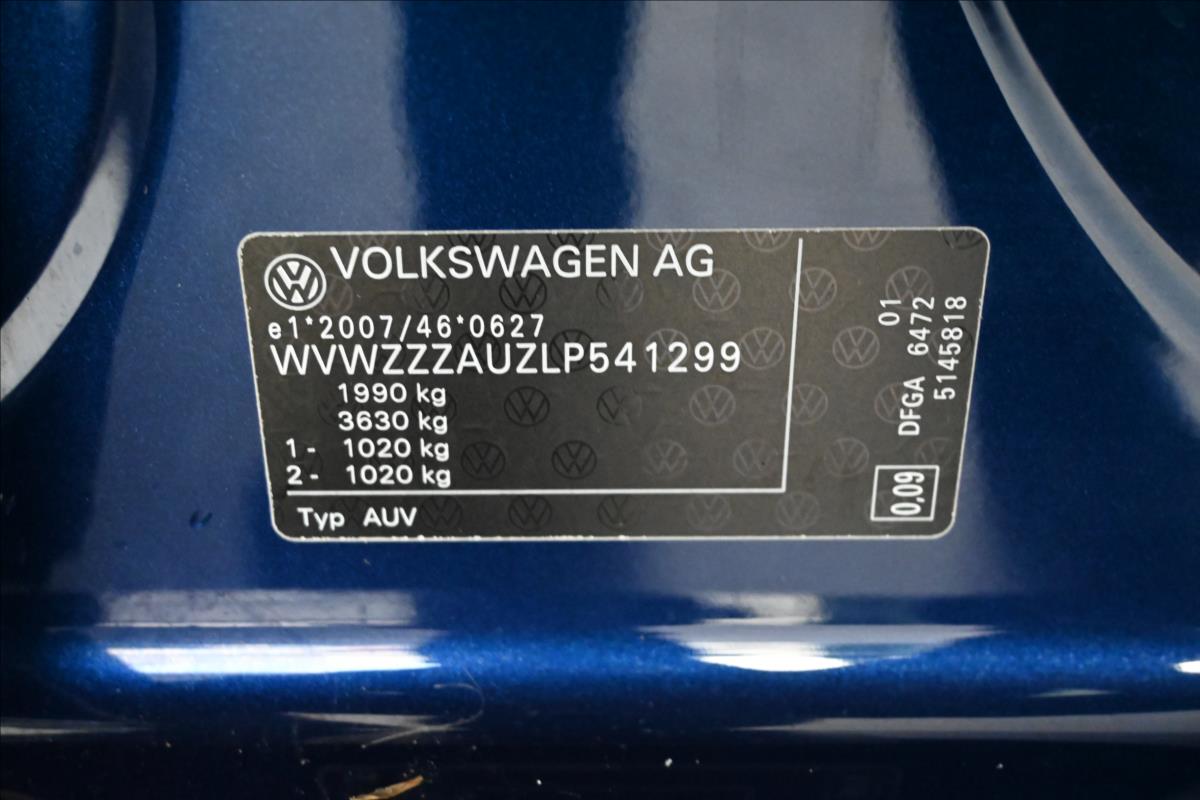 VOLKSWAGEN AG
e1*2007/46*0627
WVWZZZAUZLP541299
1990 kg
3630 kg
1- 1020 kg
2- 1020 kg
Typ AUV
01
DFGA 6472
5145818
0,09